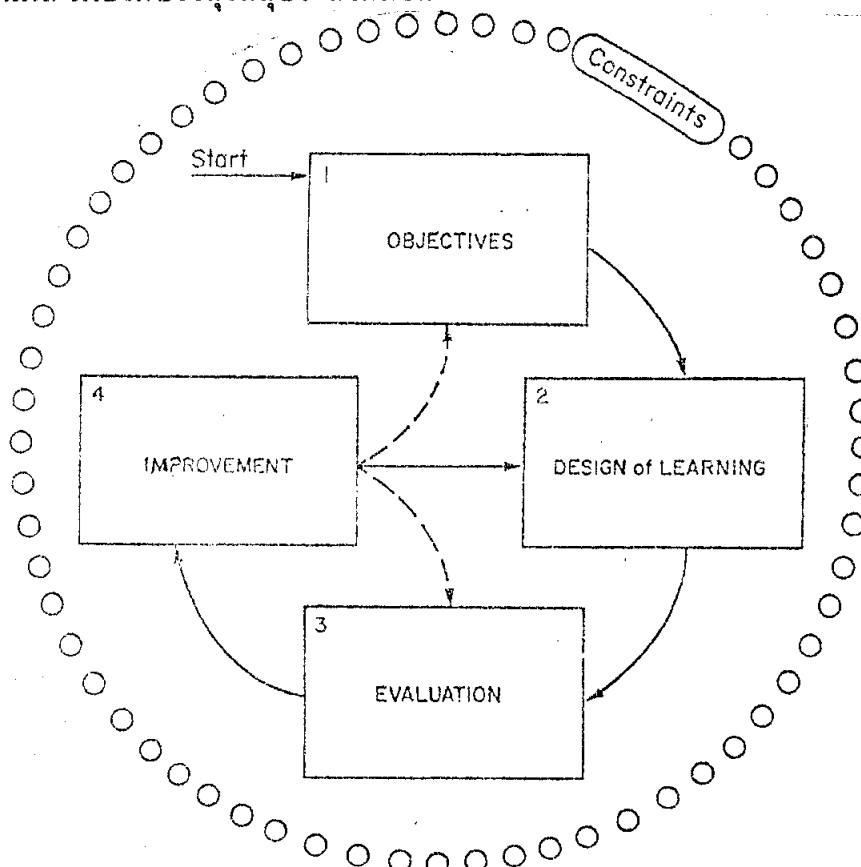 Constraints
Start
1
OBJECTIVES
4
IMPROVEMENT
2
DESIGN of LEARNING
3
EVALUATION